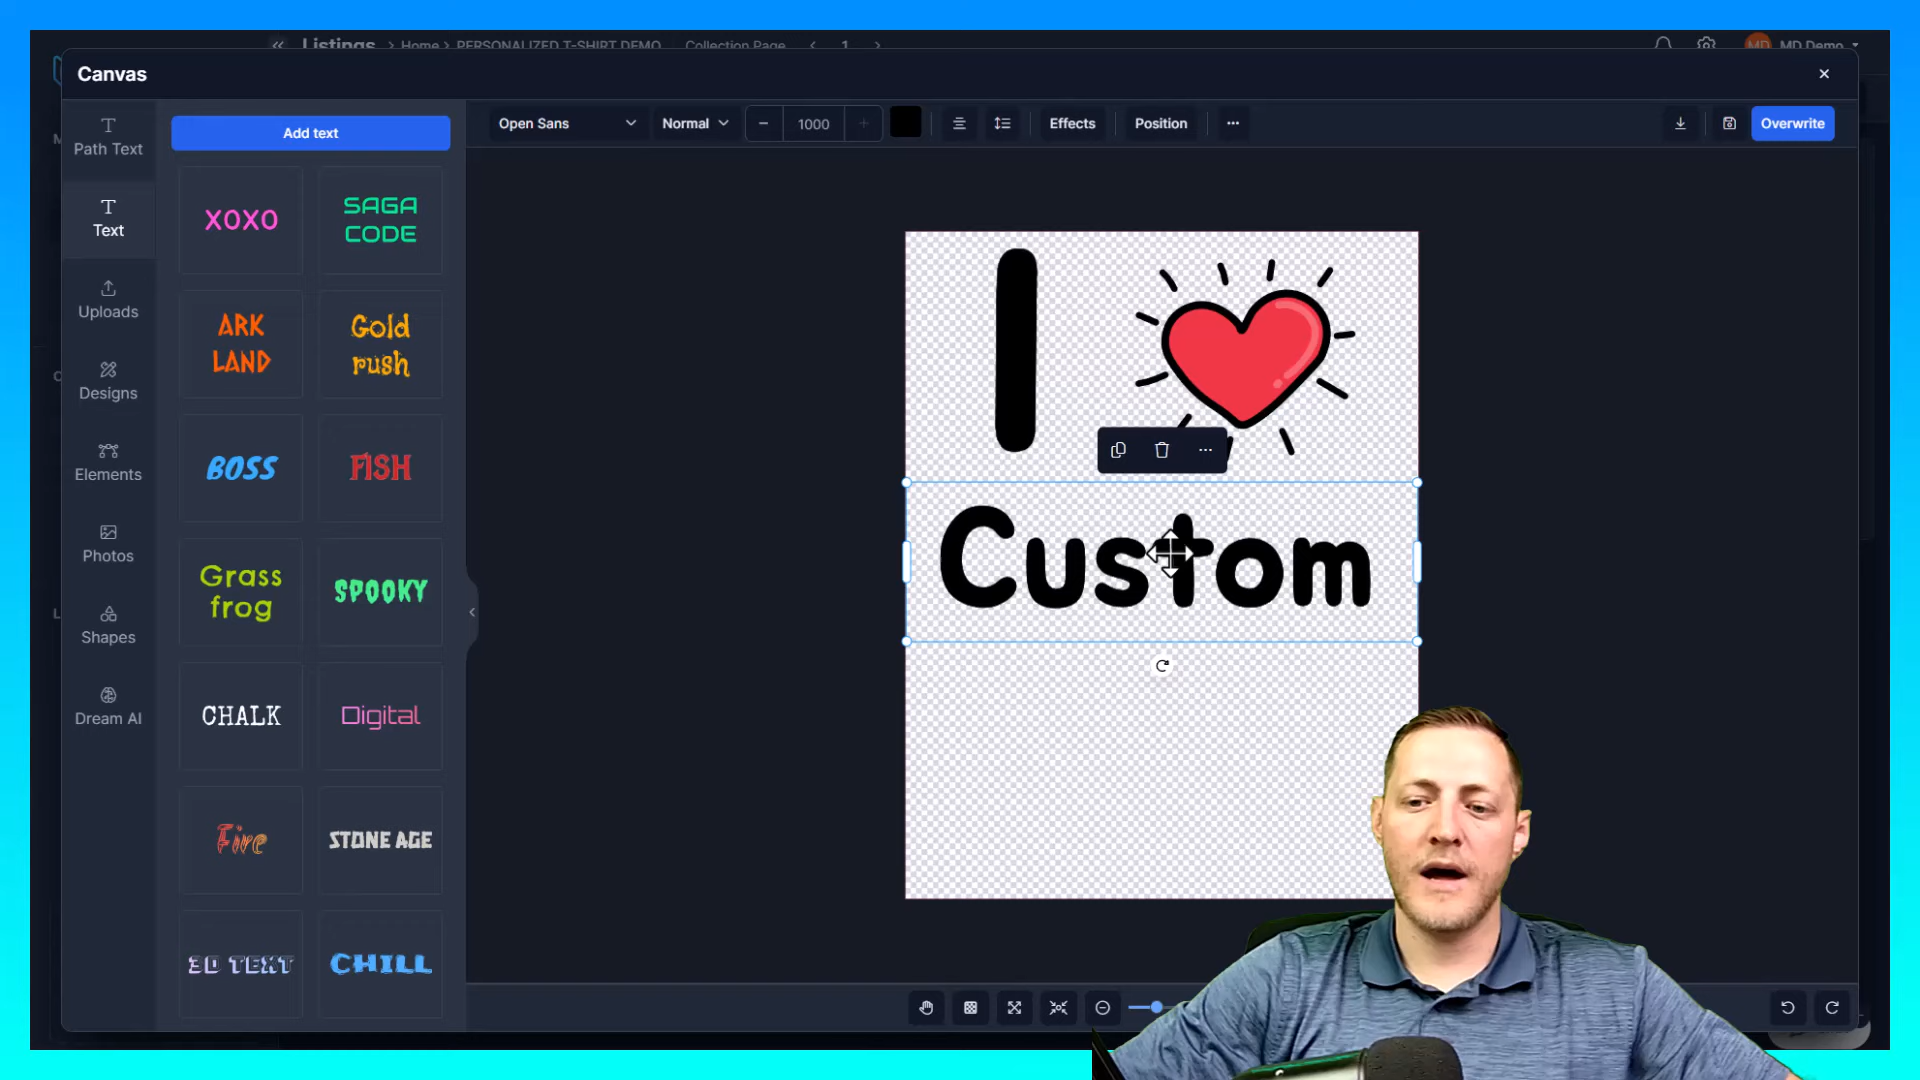 Listings Home PERSONALIZED T-SHIRT DEMO Collection Page 1 MD MD Demo
Canvas
Path Text
Text
Uploads
Designs
Elements
Photos
Shapes
Dream AI
Add text
XOXO
SAGA
CODE
ARK
LAND
Gold
rush
BOSS
FISH
Grass
frog
SPOOKY
CHALK
Digital
Fire
STONE AGE
3D TEXT
CHILL
Open Sans Normal 1000 Effects Position Overwrite
I
Custom